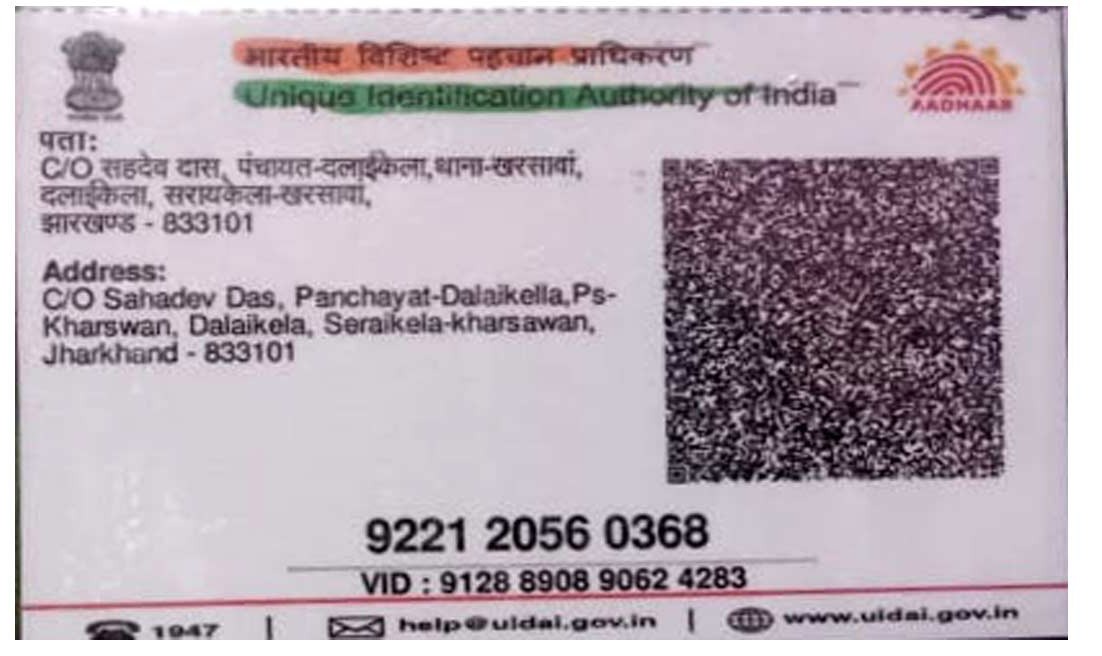 भारतीय विशिष्ट पहचान प्राधिकरण
Unique Identification Authority of India
AADHAAR
पता:
C/O सहदेव दास, पंचायत-दलाईकेला,थाना-खरसावां,
दलाईकेला, सरायकेला-खरसावां,
झारखण्ड - 833101
Address:
C/O Sahadev Das, Panchayat-Dalaikella,Ps-
Kharswan, Dalaikela, Seraikela-kharsawan,
Jharkhand - 833101
9221 2056 0368
VID : 9128 8908 9062 4283
1947 | help@uidai.gov.in | www.uidai.gov.in